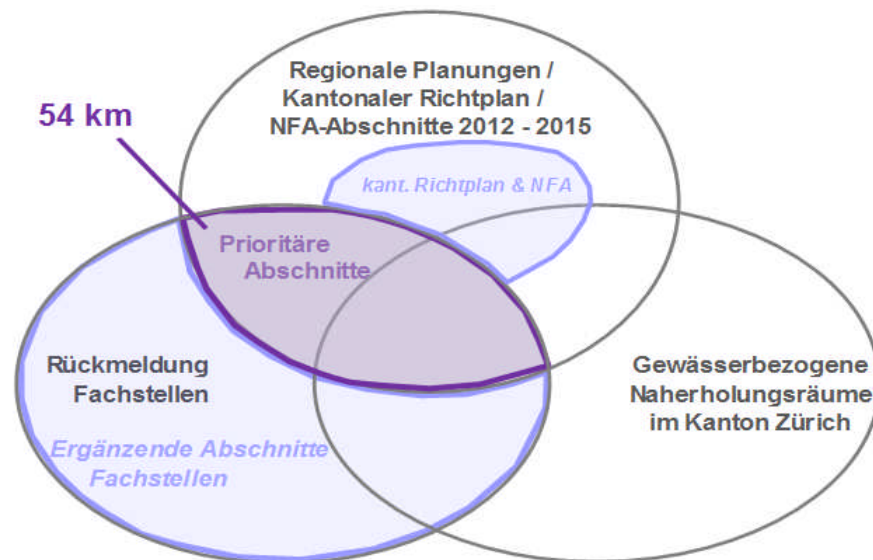 Regionale Planungen /
Kantonaler Richtplan /
NFA-Abschnitte 2012 - 2015
54 km
kant. Richtplan & NFA
Prioritäre
Abschnitte
Rückmeldung
Fachstellen
Gewässerbezogene
Naherholungsräume
im Kanton Zürich
Ergänzende Abschnitte
Fachstellen